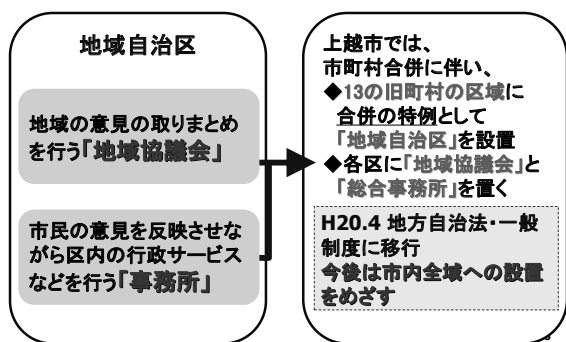 地域自治区
地域の意見の取りまとめ
を行う「地域協議会」
市民の意見を反映させな
がら区内の行政サービス
などを行う「事務所」
上越市では、
市町村合併に伴い、
◆13の旧町村の区域に
合併の特例として
「地域自治区」を設置
◆各区に「地域協議会」と
「総合事務所」を置く
H20.4 地方自治法・一般
制度に移行
今後は市内全域への設置
をめざす